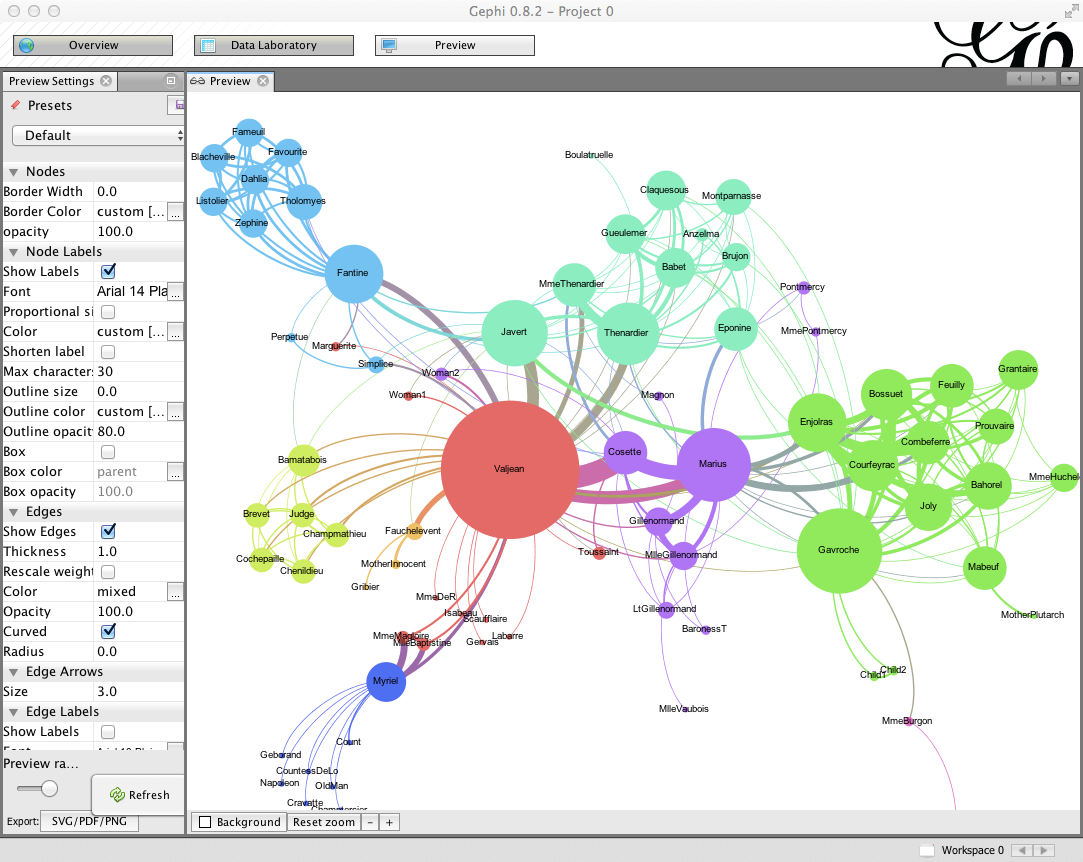 Gephi 0.8.2 - Project 0
Overview
Data Laboratory
Preview
Preview Settings
Presets
Default
Nodes
Border Width 0.0
Border Color custom [... ...
opacity 100.0
Node Labels
Show Labels
Font Arial 14 Pla ...
Proportional si
Color custom [... ...
Shorten label
Max characters 30
Outline size 0.0
Outline color custom [... ...
Outline opacit 80.0
Box
Box color parent ...
Box opacity 100.0
Edges
Show Edges
Thickness 1.0
Rescale weight
Color mixed ...
Opacity 100.0
Curved
Radius 0.0
Edge Arrows
Size 3.0
Edge Labels
Show Labels
Preview ra...
Refresh
Export: SVG/PDF/PNG
Preview
Fameuil
Blacheville
Favourite
Dahlia
Listolier
Tholomyes
Zephine
Fantine
Boulatruelle
Claquesous
Montparnasse
Gueulemer
Anzelma
Brujon
Babet
MmeThenardier
Pontmercy
Javert
Thenardier
Eponine
MmePontmercy
Perpetue
Marguerite
Simplice
Woman2
Woman1
Magnon
Grantaire
Feuilly
Bossuet
Enjolras
Prouvaire
Combeferre
Cosette
Marius
Courfeyrac
Valjean
Bamatabois
MmeHuchel
Bahorel
Joly
Brevet
Judge
Champmathieu
Fauchelevent
Gillenormand
Cochepaille
Chenildieu
MotherInnocent
Toussaint
MlleGillenormand
Gavroche
Mabeuf
Gribier
MmeDeR
Isabeau
Scaufflaire
LtGillenormand
MotherPlutarch
MmeMagloire
MlleBaptistine
Gervais
Labarre
BaronessT
Myriel
Child1
Child2
MlleVaubois
MmeBurgon
Count
Geborand
CountessDeLo
Napoleon
OldMan
Cravatte
Champtercier
Background
Reset zoom
-
+
Workspace 0